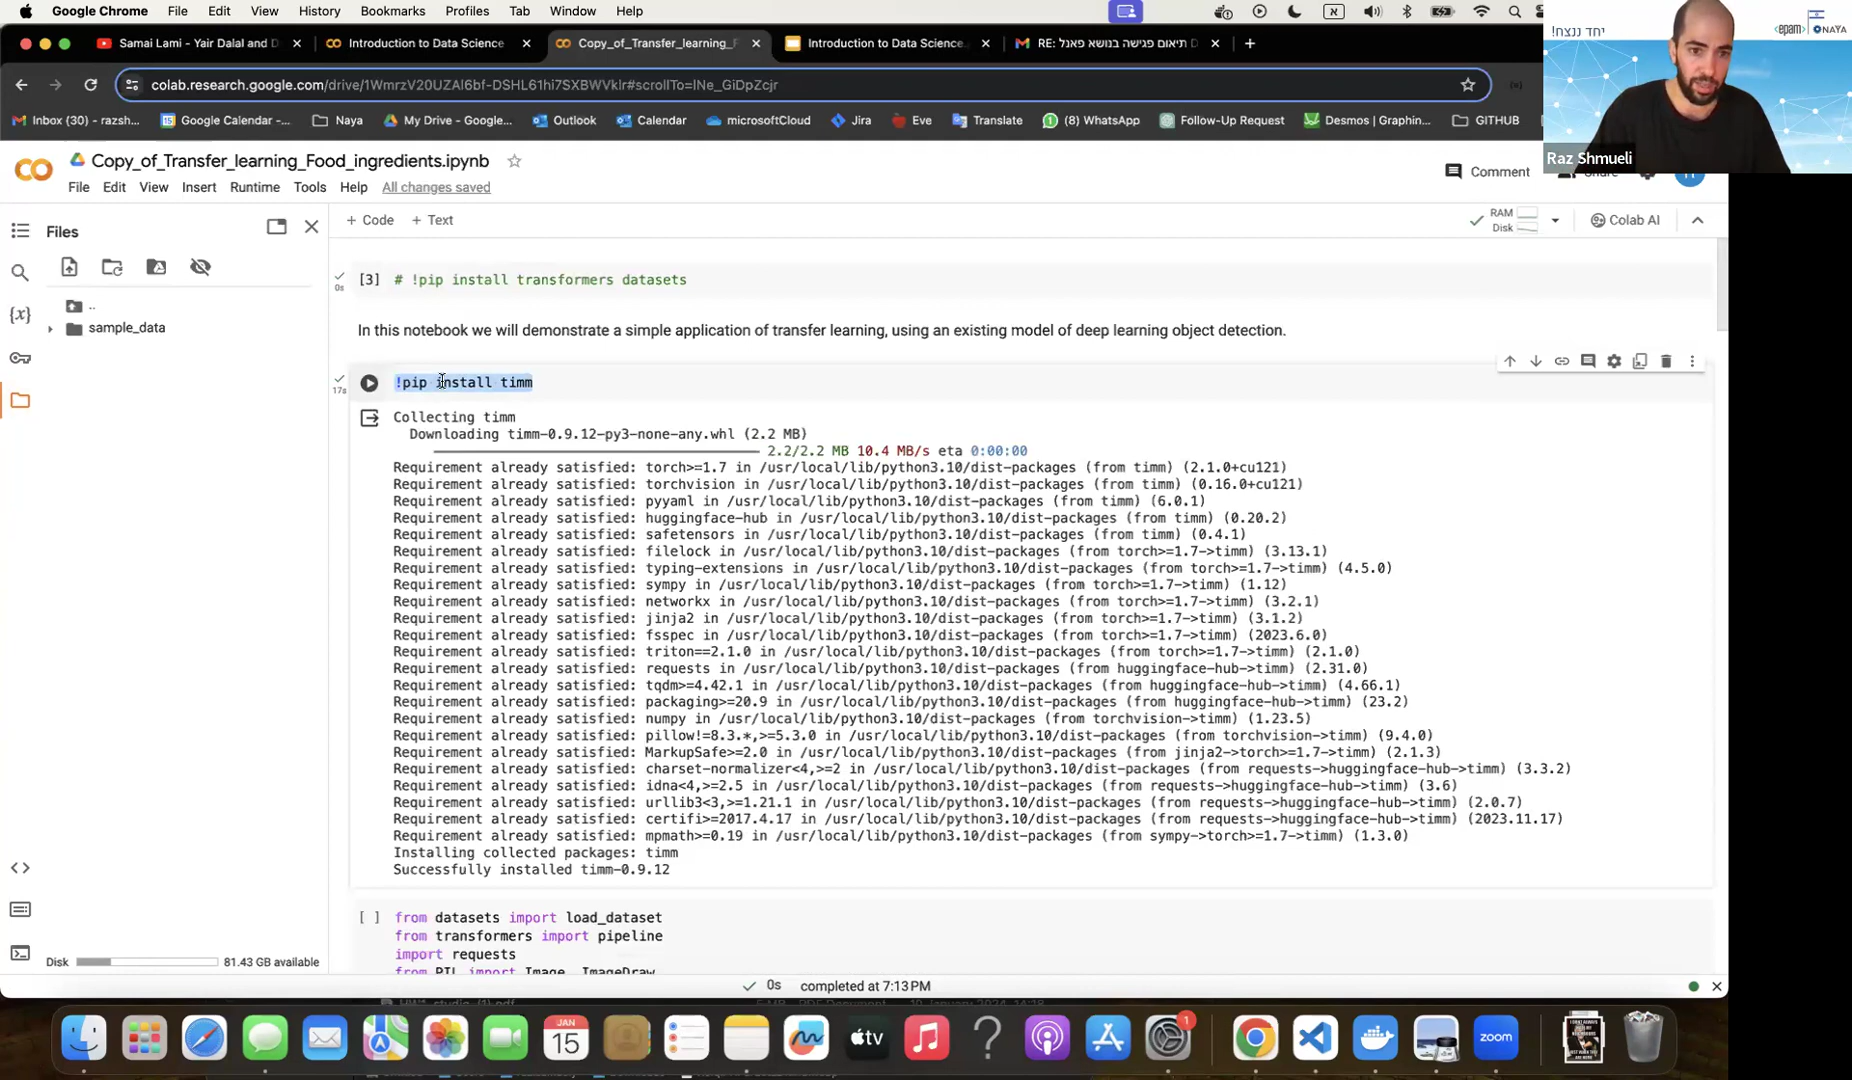 Google Chrome File Edit View History Bookmarks Profiles Tab Window Help
Samai Lami - Yair Dalal and D
Introduction to Data Science
Copy_of_Transfer_learning_F
Introduction to Data Science.
RE: תיאום פגישה בנושא פאנל D
colab.research.google.com/drive/1WmrzV20UZAl6bf-DSHL61hi7SXBWVklr#scrollTo=INe_GiDpZcjr
Inbox (30) - razsh... Google Calendar -... Naya My Drive - Google... Outlook Calendar microsoftCloud Jira Eve Translate (8) WhatsApp Follow-Up Request Desmos | Graphin... GITHUB
יחד ננצח!
<epam> NAYA
Raz Shmueli
Copy_of_Transfer_learning_Food_ingredients.ipynb
Comment
File Edit View Insert Runtime Tools Help All changes saved
Files
+ Code + Text
RAM
Disk
Colab AI
..
sample_data
0s
[3] # !pip install transformers datasets
In this notebook we will demonstrate a simple application of transfer learning, using an existing model of deep learning object detection.
17s
!pip install timm
Collecting timm
Downloading timm-0.9.12-py3-none-any.whl (2.2 MB)
2.2/2.2 MB 10.4 MB/s eta 0:00:00
Requirement already satisfied: torch>=1.7 in /usr/local/lib/python3.10/dist-packages (from timm) (2.1.0+cu121)
Requirement already satisfied: torchvision in /usr/local/lib/python3.10/dist-packages (from timm) (0.16.0+cu121)
Requirement already satisfied: pyyaml in /usr/local/lib/python3.10/dist-packages (from timm) (6.0.1)
Requirement already satisfied: huggingface-hub in /usr/local/lib/python3.10/dist-packages (from timm) (0.20.2)
Requirement already satisfied: safetensors in /usr/local/lib/python3.10/dist-packages (from timm) (0.4.1)
Requirement already satisfied: filelock in /usr/local/lib/python3.10/dist-packages (from torch>=1.7->timm) (3.13.1)
Requirement already satisfied: typing-extensions in /usr/local/lib/python3.10/dist-packages (from torch>=1.7->timm) (4.5.0)
Requirement already satisfied: sympy in /usr/local/lib/python3.10/dist-packages (from torch>=1.7->timm) (1.12)
Requirement already satisfied: networkx in /usr/local/lib/python3.10/dist-packages (from torch>=1.7->timm) (3.2.1)
Requirement already satisfied: jinja2 in /usr/local/lib/python3.10/dist-packages (from torch>=1.7->timm) (3.1.2)
Requirement already satisfied: fsspec in /usr/local/lib/python3.10/dist-packages (from torch>=1.7->timm) (2023.6.0)
Requirement already satisfied: triton==2.1.0 in /usr/local/lib/python3.10/dist-packages (from torch>=1.7->timm) (2.1.0)
Requirement already satisfied: requests in /usr/local/lib/python3.10/dist-packages (from huggingface-hub->timm) (2.31.0)
Requirement already satisfied: tqdm>=4.42.1 in /usr/local/lib/python3.10/dist-packages (from huggingface-hub->timm) (4.66.1)
Requirement already satisfied: packaging>=20.9 in /usr/local/lib/python3.10/dist-packages (from huggingface-hub->timm) (23.2)
Requirement already satisfied: numpy in /usr/local/lib/python3.10/dist-packages (from torchvision->timm) (1.23.5)
Requirement already satisfied: pillow!=8.3.*,>=5.3.0 in /usr/local/lib/python3.10/dist-packages (from torchvision->timm) (9.4.0)
Requirement already satisfied: MarkupSafe>=2.0 in /usr/local/lib/python3.10/dist-packages (from jinja2->torch>=1.7->timm) (2.1.3)
Requirement already satisfied: charset-normalizer<4,>=2 in /usr/local/lib/python3.10/dist-packages (from requests->huggingface-hub->timm) (3.3.2)
Requirement already satisfied: idna<4,>=2.5 in /usr/local/lib/python3.10/dist-packages (from requests->huggingface-hub->timm) (3.6)
Requirement already satisfied: urllib3<3,>=1.21.1 in /usr/local/lib/python3.10/dist-packages (from requests->huggingface-hub->timm) (2.0.7)
Requirement already satisfied: certifi>=2017.4.17 in /usr/local/lib/python3.10/dist-packages (from requests->huggingface-hub->timm) (2023.11.17)
Requirement already satisfied: mpmath>=0.19 in /usr/local/lib/python3.10/dist-packages (from sympy->torch>=1.7->timm) (1.3.0)
Installing collected packages: timm
Successfully installed timm-0.9.12
[ ] from datasets import load_dataset
from transformers import pipeline
import requests
from PIL import Image, ImageDraw
Disk 81.43 GB available
0s completed at 7:13 PM
JAN
15
tv
1
zoom